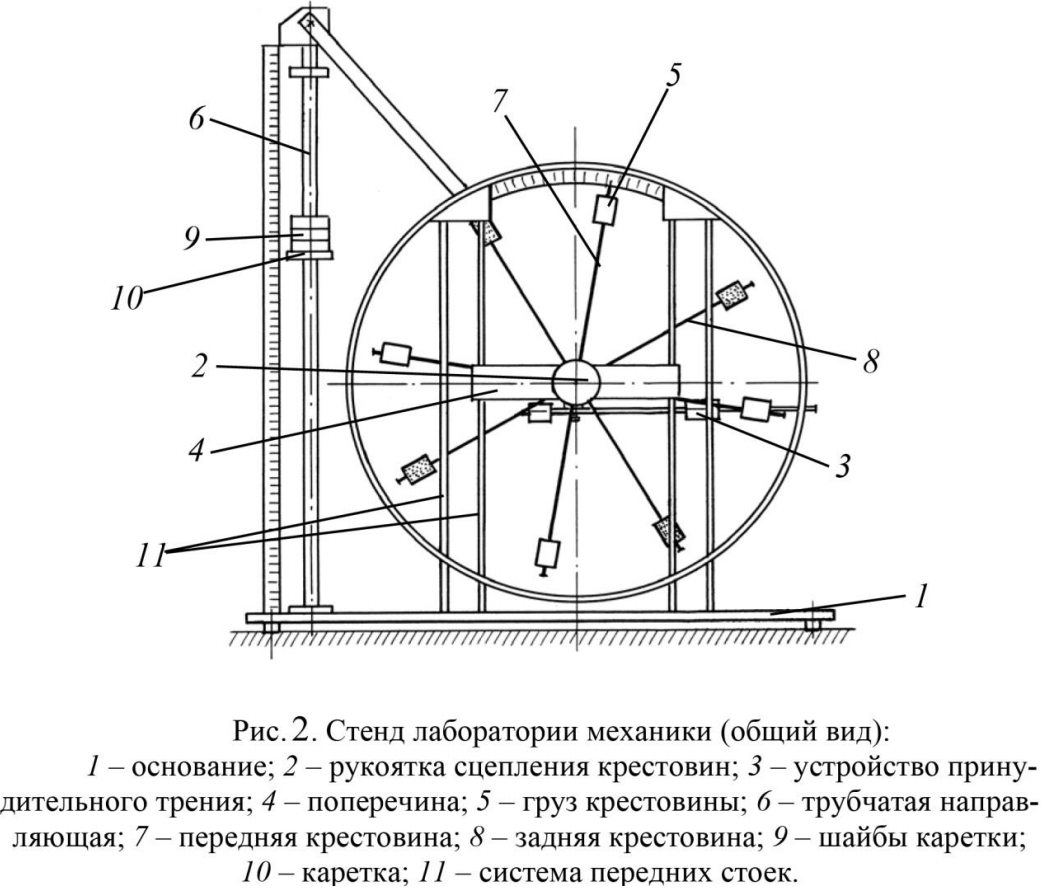 5
7
6
9
10
2
8
4
3
11
1
Рис. 2. Стенд лаборатории механики (общий вид):
1 – основание; 2 – рукоятка сцепления крестовин; 3 – устройство прину-
дительного трения; 4 – поперечина; 5 – груз крестовины; 6 – трубчатая направ-
ляющая; 7 – передняя крестовина; 8 – задняя крестовина; 9 – шайбы каретки;
10 – каретка; 11 – система передних стоек.